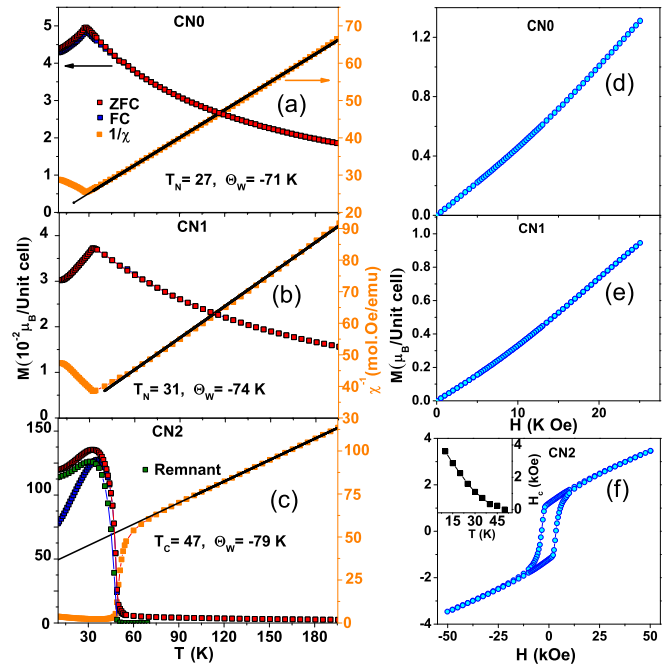 CN0
5
4
3
2
1
0
70
60
50
40
30
20
ZFC
FC
1/χ
(a)
T_N = 27, Θ_W = -71 K
CN1
4
3
2
1
0
90
80
70
60
50
40
30
(b)
T_N = 31, Θ_W = -74 K
M(10⁻²μ_B/Unit cell)
χ⁻¹(mol.Oe/emu)
CN2
150
125
100
75
50
25
0
100
50
0
Remnant
(c)
T_C = 47, Θ_W = -79 K
30 60 90 120 150 180
T (K)
CN0
1.2
0.8
0.4
0.0
(d)
CN1
1.0
0.8
0.6
0.4
0.2
0.0
(e)
0 10 20
H (K Oe)
M(μ_B/Unit cell)
CN2
4
2
0
-2
-4
4
2
0
H_c (kOe)
15 30 45
T (K)
(f)
-50 -25 0 25 50
H (kOe)